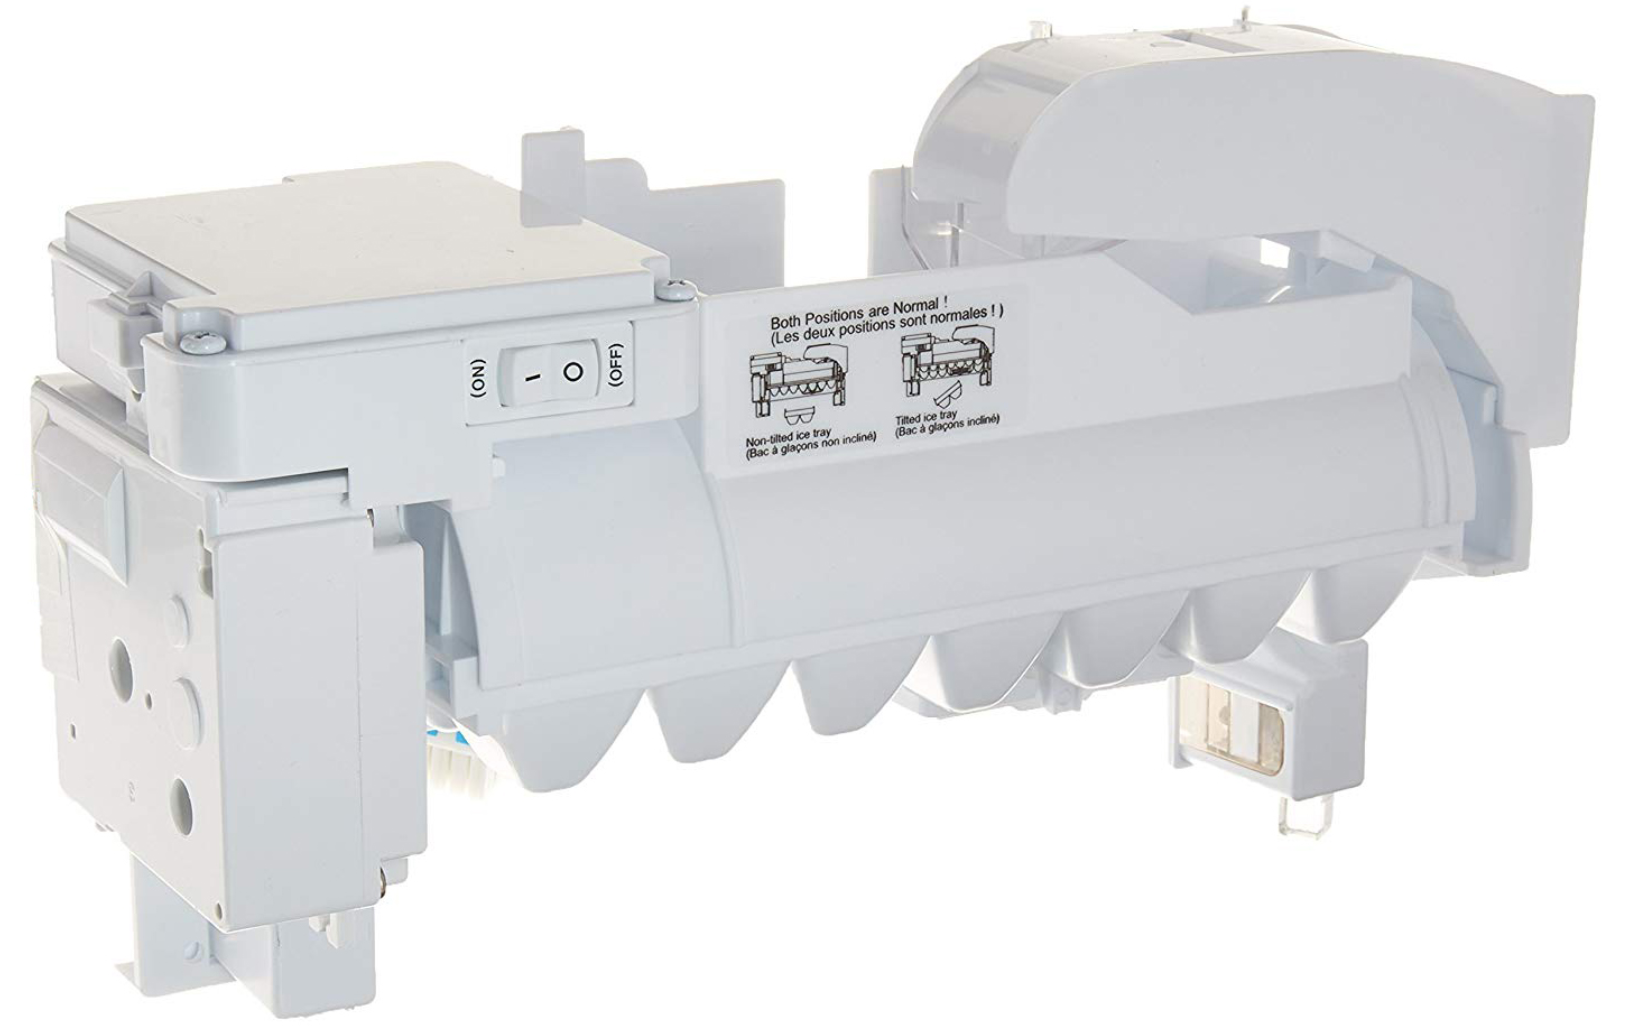 Both Positions are Normal !
(Les deux positions sont normales ! )
(ON)
I
O
(OFF)
Non-tilted ice tray
(Bac à glaçons non incliné)
Tilted ice tray
(Bac à glaçons incliné)